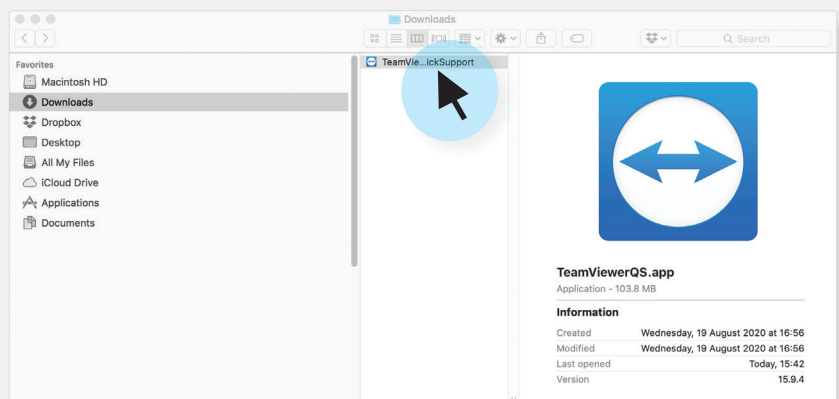 Downloads
Search
Favorites
Macintosh HD
Downloads
Dropbox
Desktop
All My Files
iCloud Drive
Applications
Documents
TeamVie...ickSupport
TeamViewerQS.app
Application - 103.8 MB
Information
Created Wednesday, 19 August 2020 at 16:56
Modified Wednesday, 19 August 2020 at 16:56
Last opened Today, 15:42
Version 15.9.4